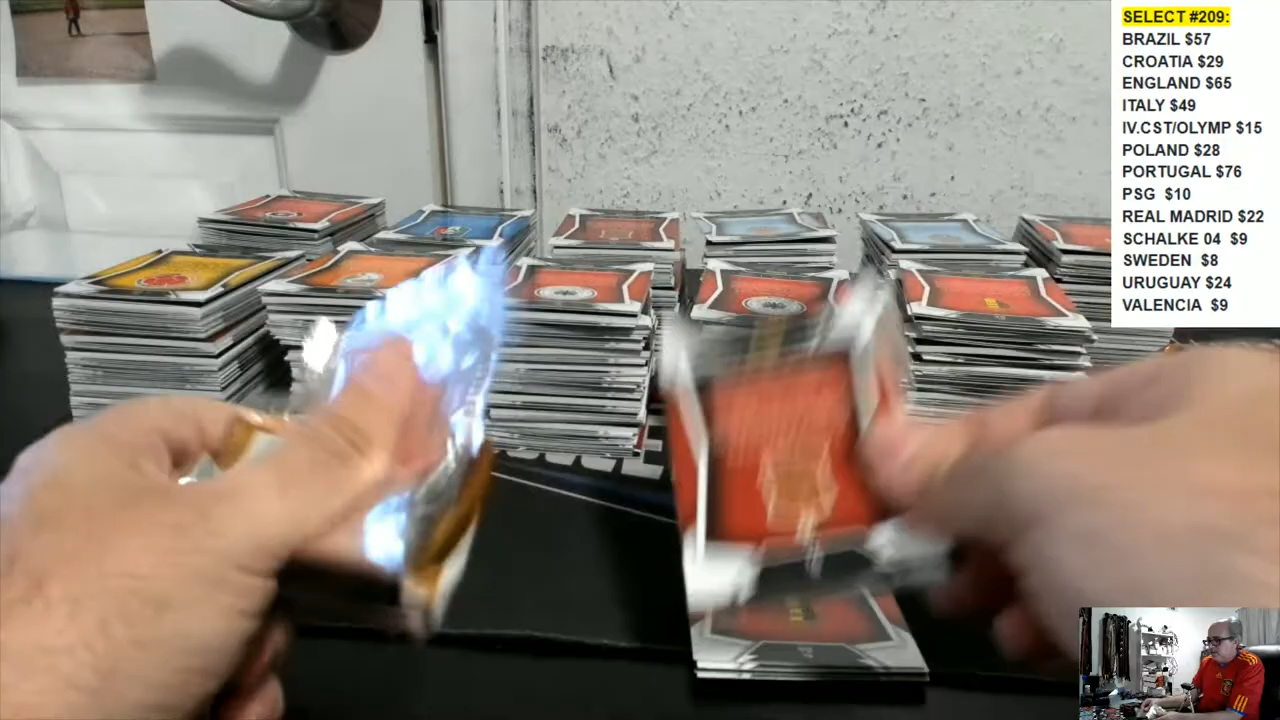 SELECT #209:
BRAZIL $57
CROATIA $29
ENGLAND $65
ITALY $49
IV.CST/OLYMP $15
POLAND $28
PORTUGAL $76
PSG $10
REAL MADRID $22
SCHALKE 04 $9
SWEDEN $8
URUGUAY $24
VALENCIA $9